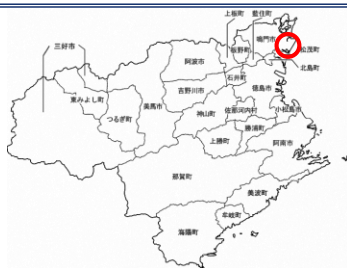 上板町
藍住町
三好市
鳴門市
板野町
松茂町
阿波市
北島町
石井町
東みよし町
徳島市
吉野川市
美馬市
つるぎ町
佐那河内村
小松島市
神山町
勝浦町
上勝町
阿南市
那賀町
美波町
牟岐町
海陽町